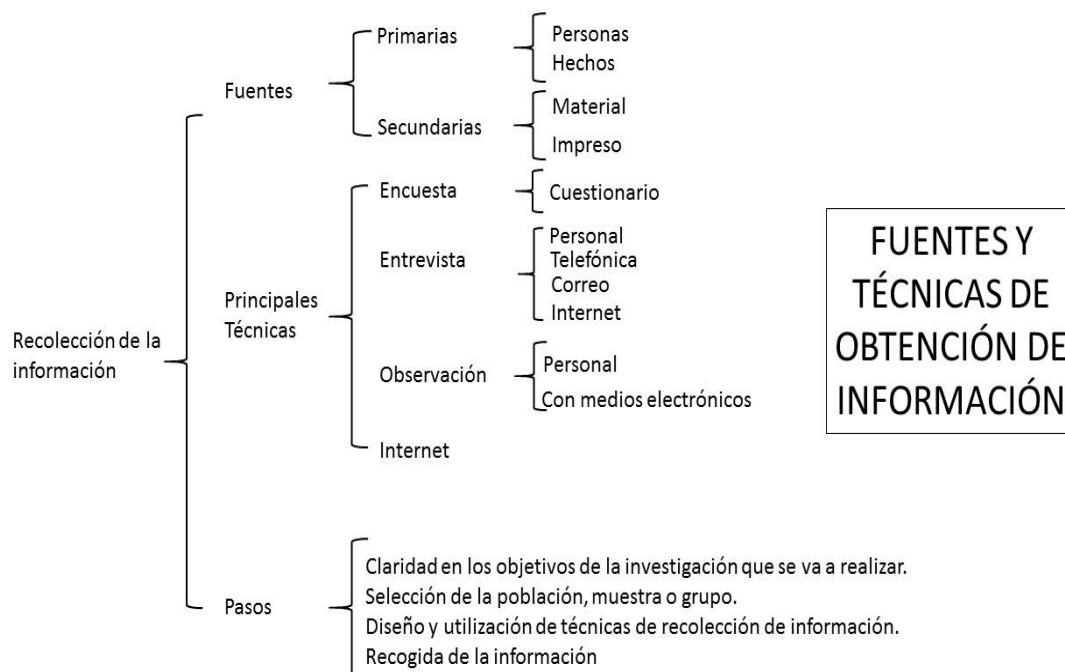 Recolección de la
información
Fuentes
Primarias
Personas
Hechos
Secundarias
Material
Impreso
Principales
Técnicas
Encuesta
Cuestionario
Entrevista
Personal
Telefónica
Correo
Internet
Observación
Personal
Con medios electrónicos
Internet
Pasos
Claridad en los objetivos de la investigación que se va a realizar.
Selección de la población, muestra o grupo.
Diseño y utilización de técnicas de recolección de información.
Recogida de la información
FUENTES Y
TÉCNICAS DE
OBTENCIÓN DE
INFORMACIÓN